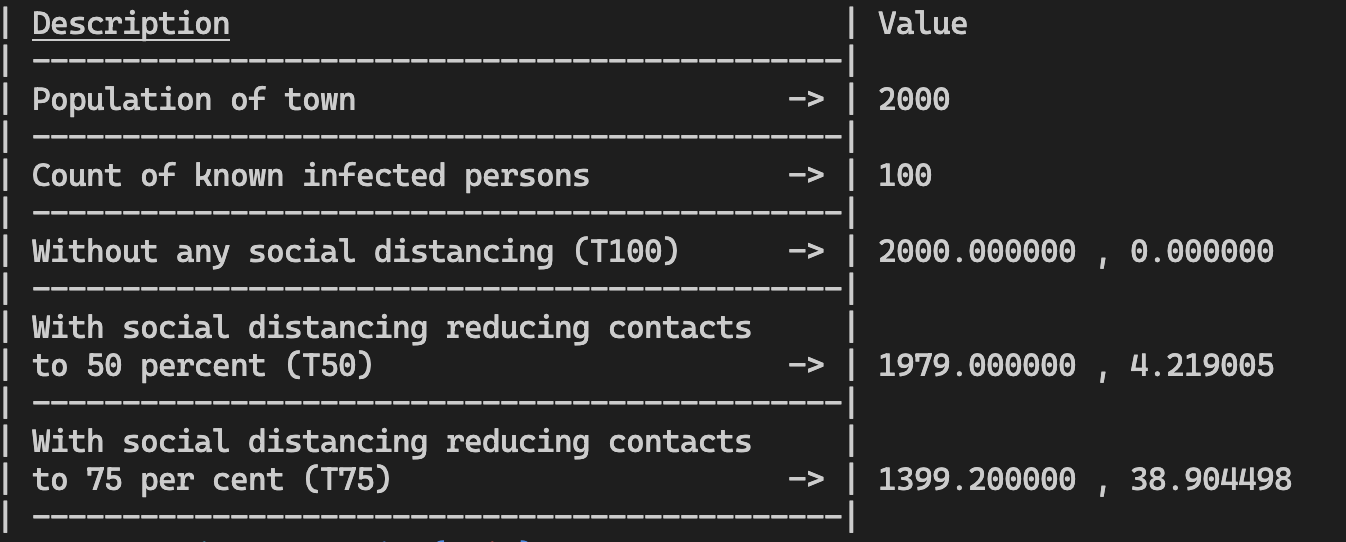 | Description | Value
| ---------------------------------------------|
| Population of town -> | 2000
| ---------------------------------------------|
| Count of known infected persons -> | 100
| ---------------------------------------------|
| Without any social distancing (T100) -> | 2000.000000 , 0.000000
| ---------------------------------------------|
| With social distancing reducing contacts |
| to 50 percent (T50) -> | 1979.000000 , 4.219005
| ---------------------------------------------|
| With social distancing reducing contacts |
| to 75 per cent (T75) -> | 1399.200000 , 38.904498
| ---------------------------------------------|